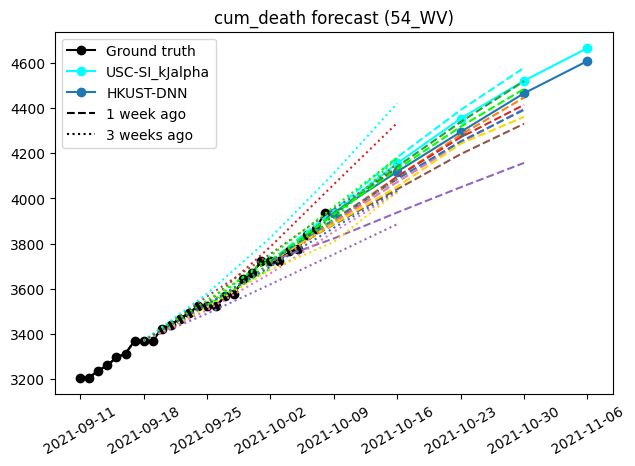 cum_death forecast (54_WV)
Ground truth
USC-SI_kJalpha
HKUST-DNN
1 week ago
3 weeks ago
4600
4400
4200
4000
3800
3600
3400
3200
2021-09-11
2021-09-18
2021-09-25
2021-10-02
2021-10-09
2021-10-16
2021-10-23
2021-10-30
2021-11-06